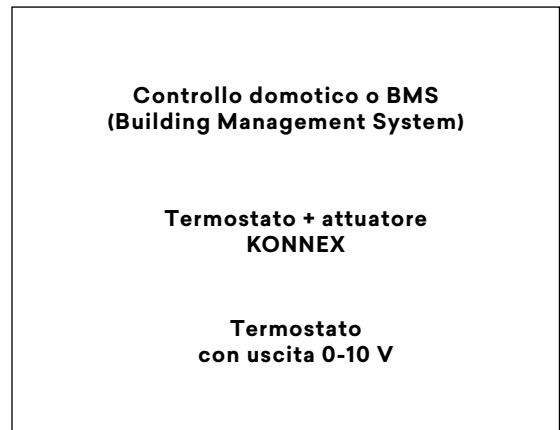 Controllo domotico o BMS
(Building Management System)
Termostato + attuatore
KONNEX
Termostato
con uscita 0-10 V